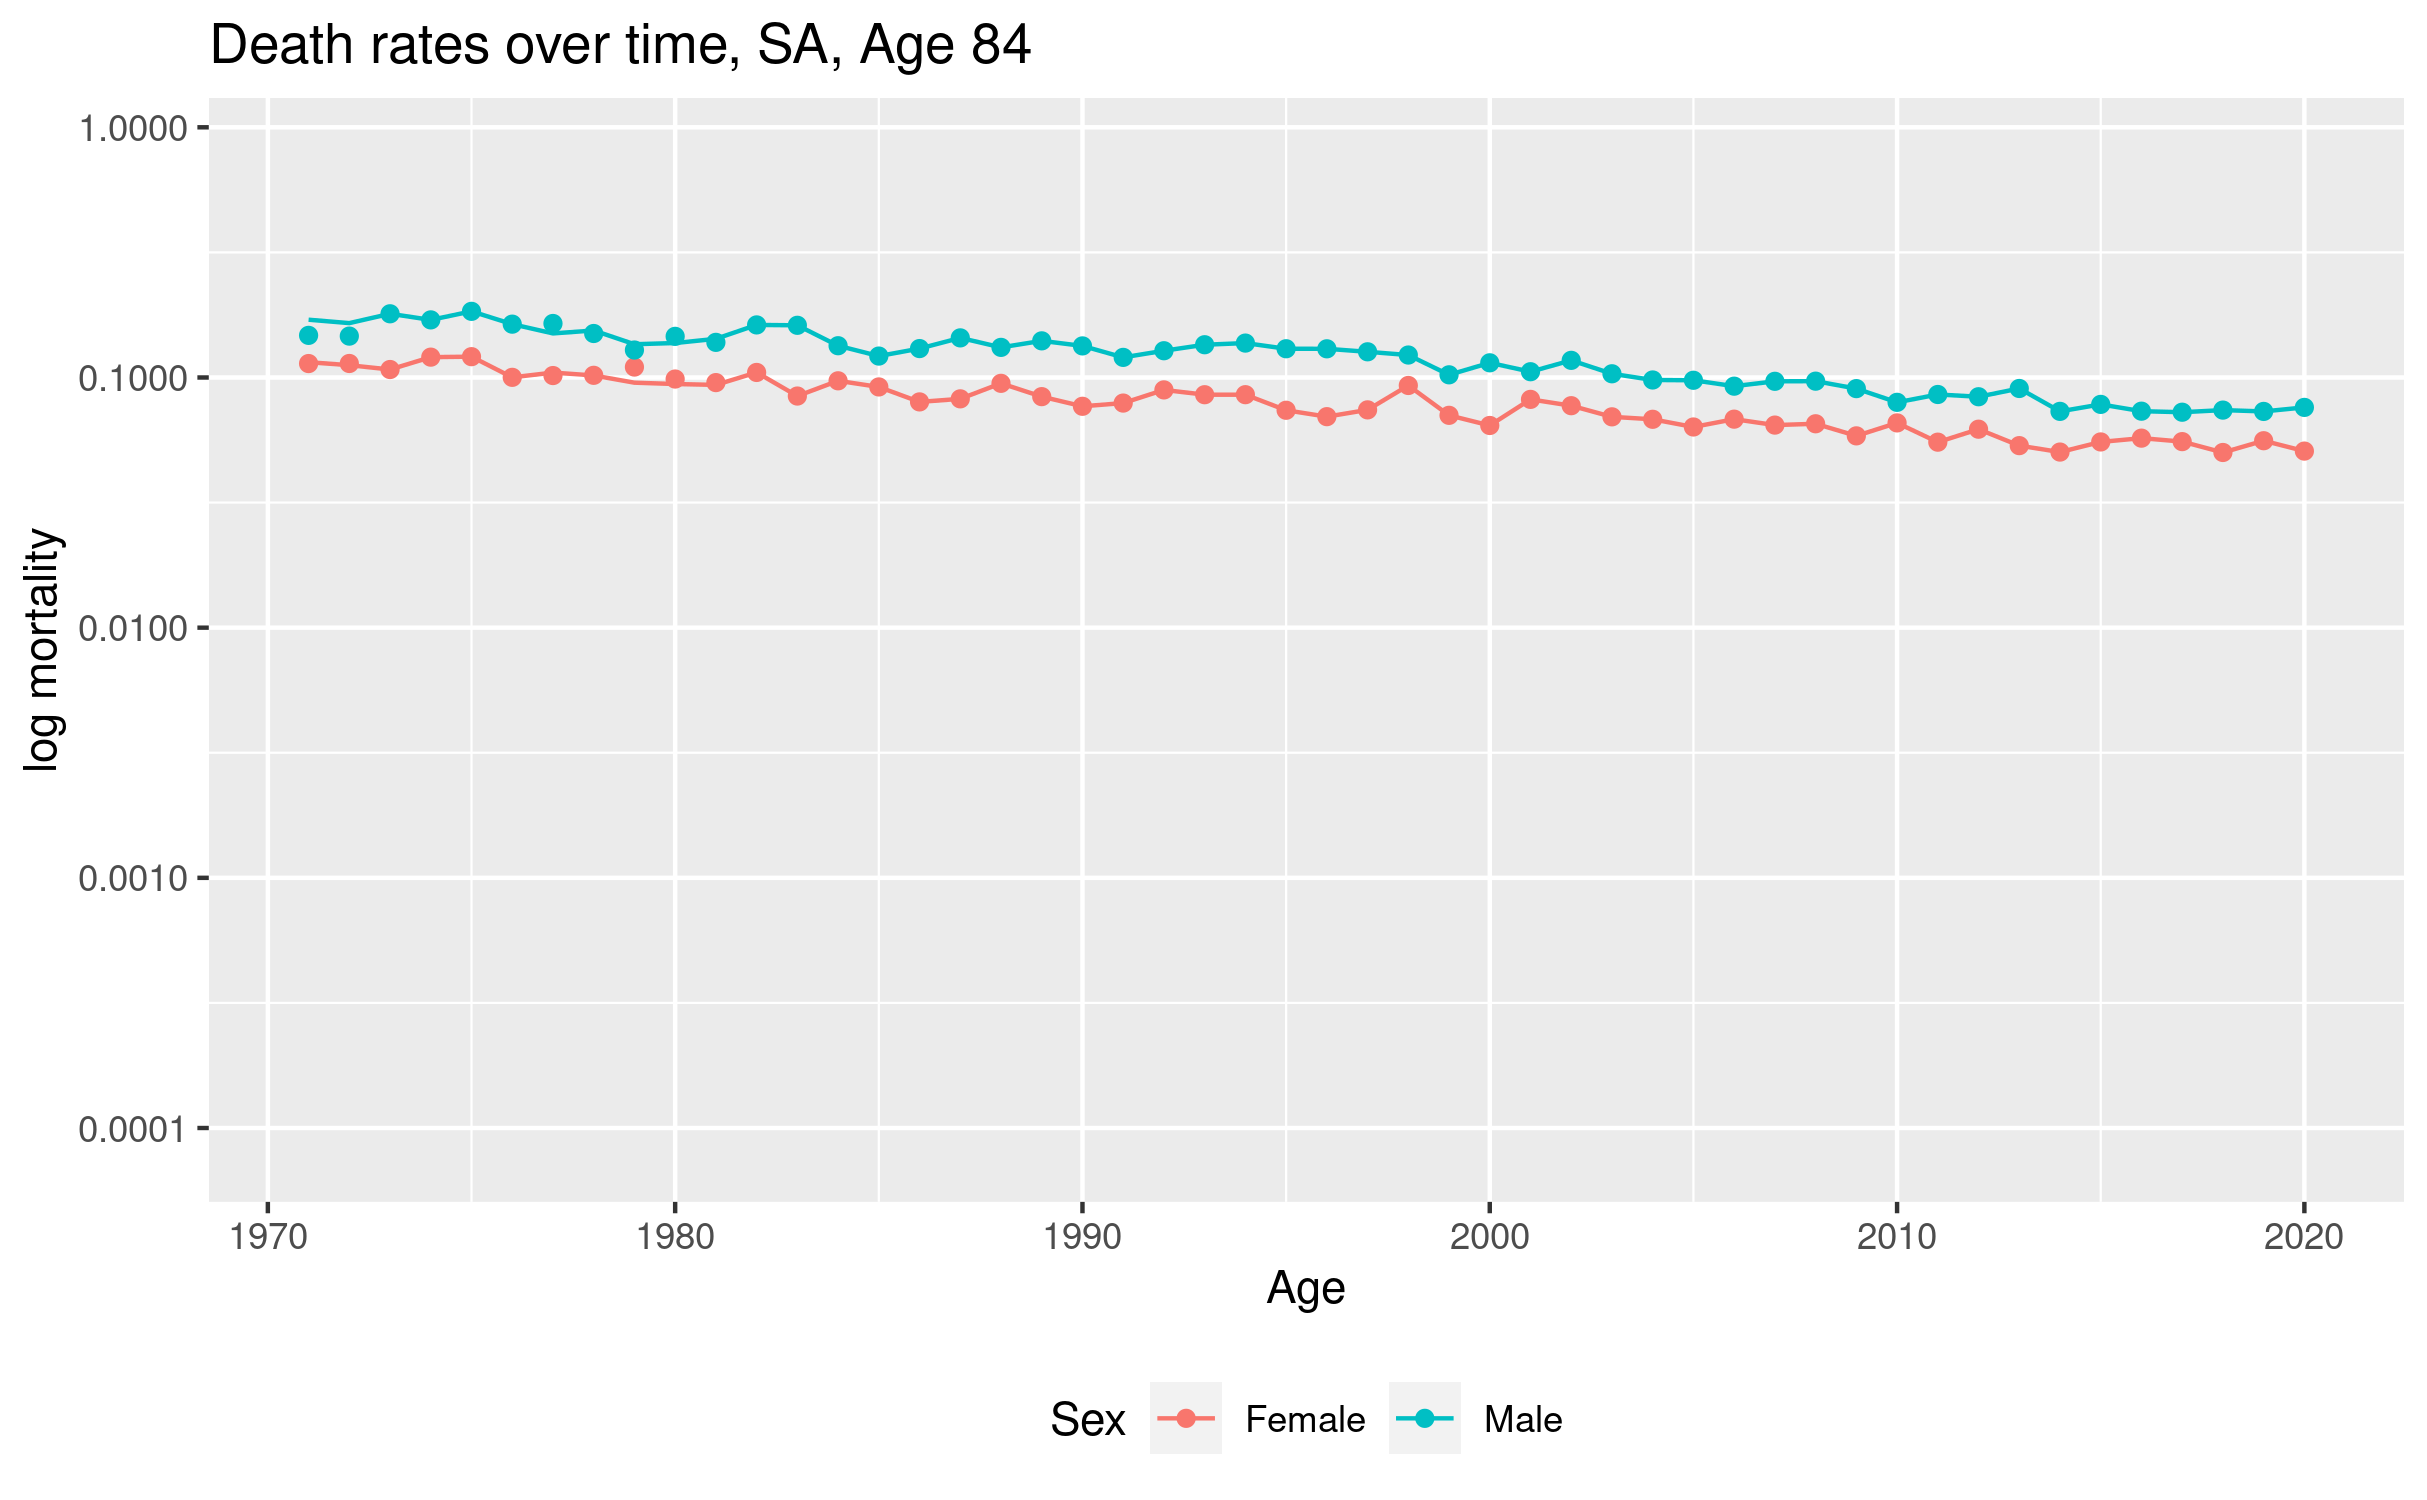 Death rates over time, SA, Age 84
1.0000
0.1000
0.0100
0.0010
0.0001
log mortality
1970 1980 1990 2000 2010 2020
Age
Sex Female Male